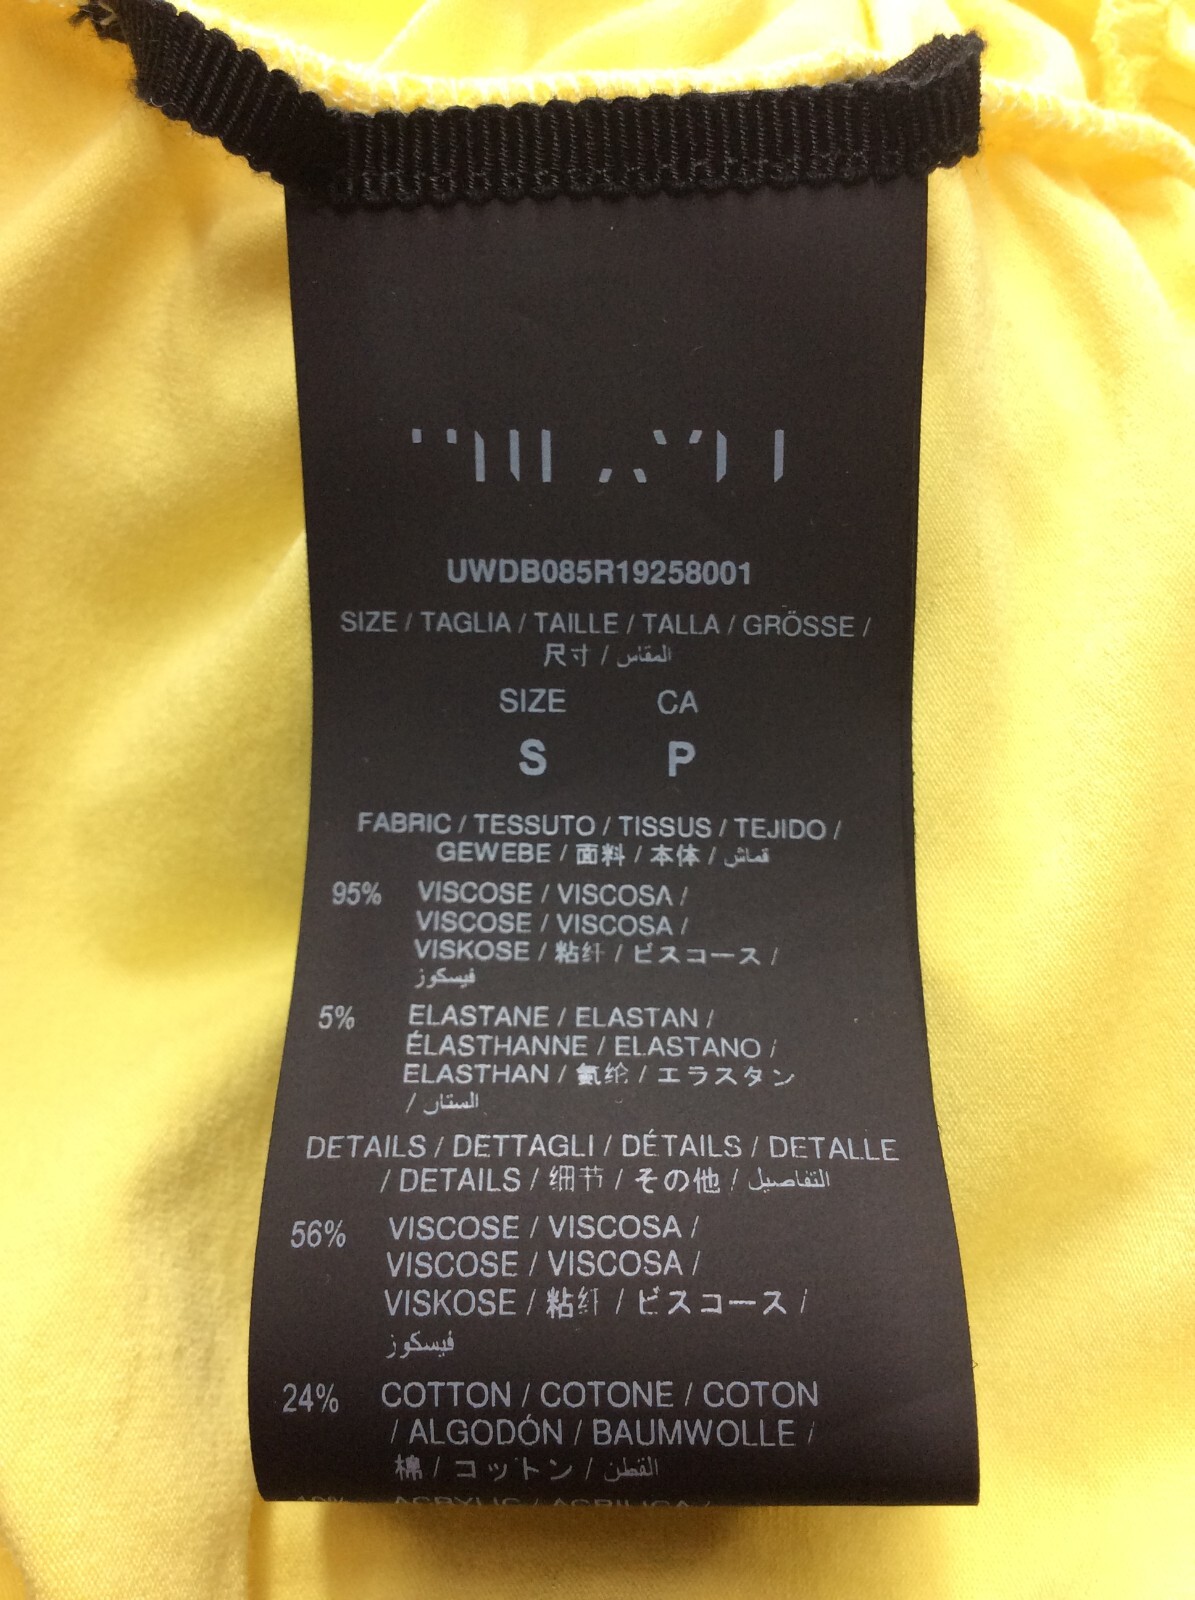 UWDB085R19258001
SIZE / TAGLIA / TAILLE / TALLA / GRÖSSE /
尺寸 / المقاس
SIZE CA
S P
FABRIC / TESSUTO / TISSUS / TEJIDO /
GEWEBE / 面料 / 本体 / قماش
95% VISCOSE / VISCOSA /
VISCOSE / VISCOSA /
VISKOSE / 粘纤 / ビスコース /
فيسكوز
5% ELASTANE / ELASTAN /
ÉLASTHANNE / ELASTANO /
ELASTHAN / 氨纶 / エラスタン
/ الستان
DETAILS / DETTAGLI / DÉTAILS / DETALLE
/ DETAILS / 细节 / その他 / التفاصيل
56% VISCOSE / VISCOSA /
VISCOSE / VISCOSA /
VISKOSE / 粘纤 / ビスコース /
فيسكوز
24% COTTON / COTONE / COTON
/ ALGODÓN / BAUMWOLLE /
棉 / コットン / القطن
ACRYLIC / ACRILICA /